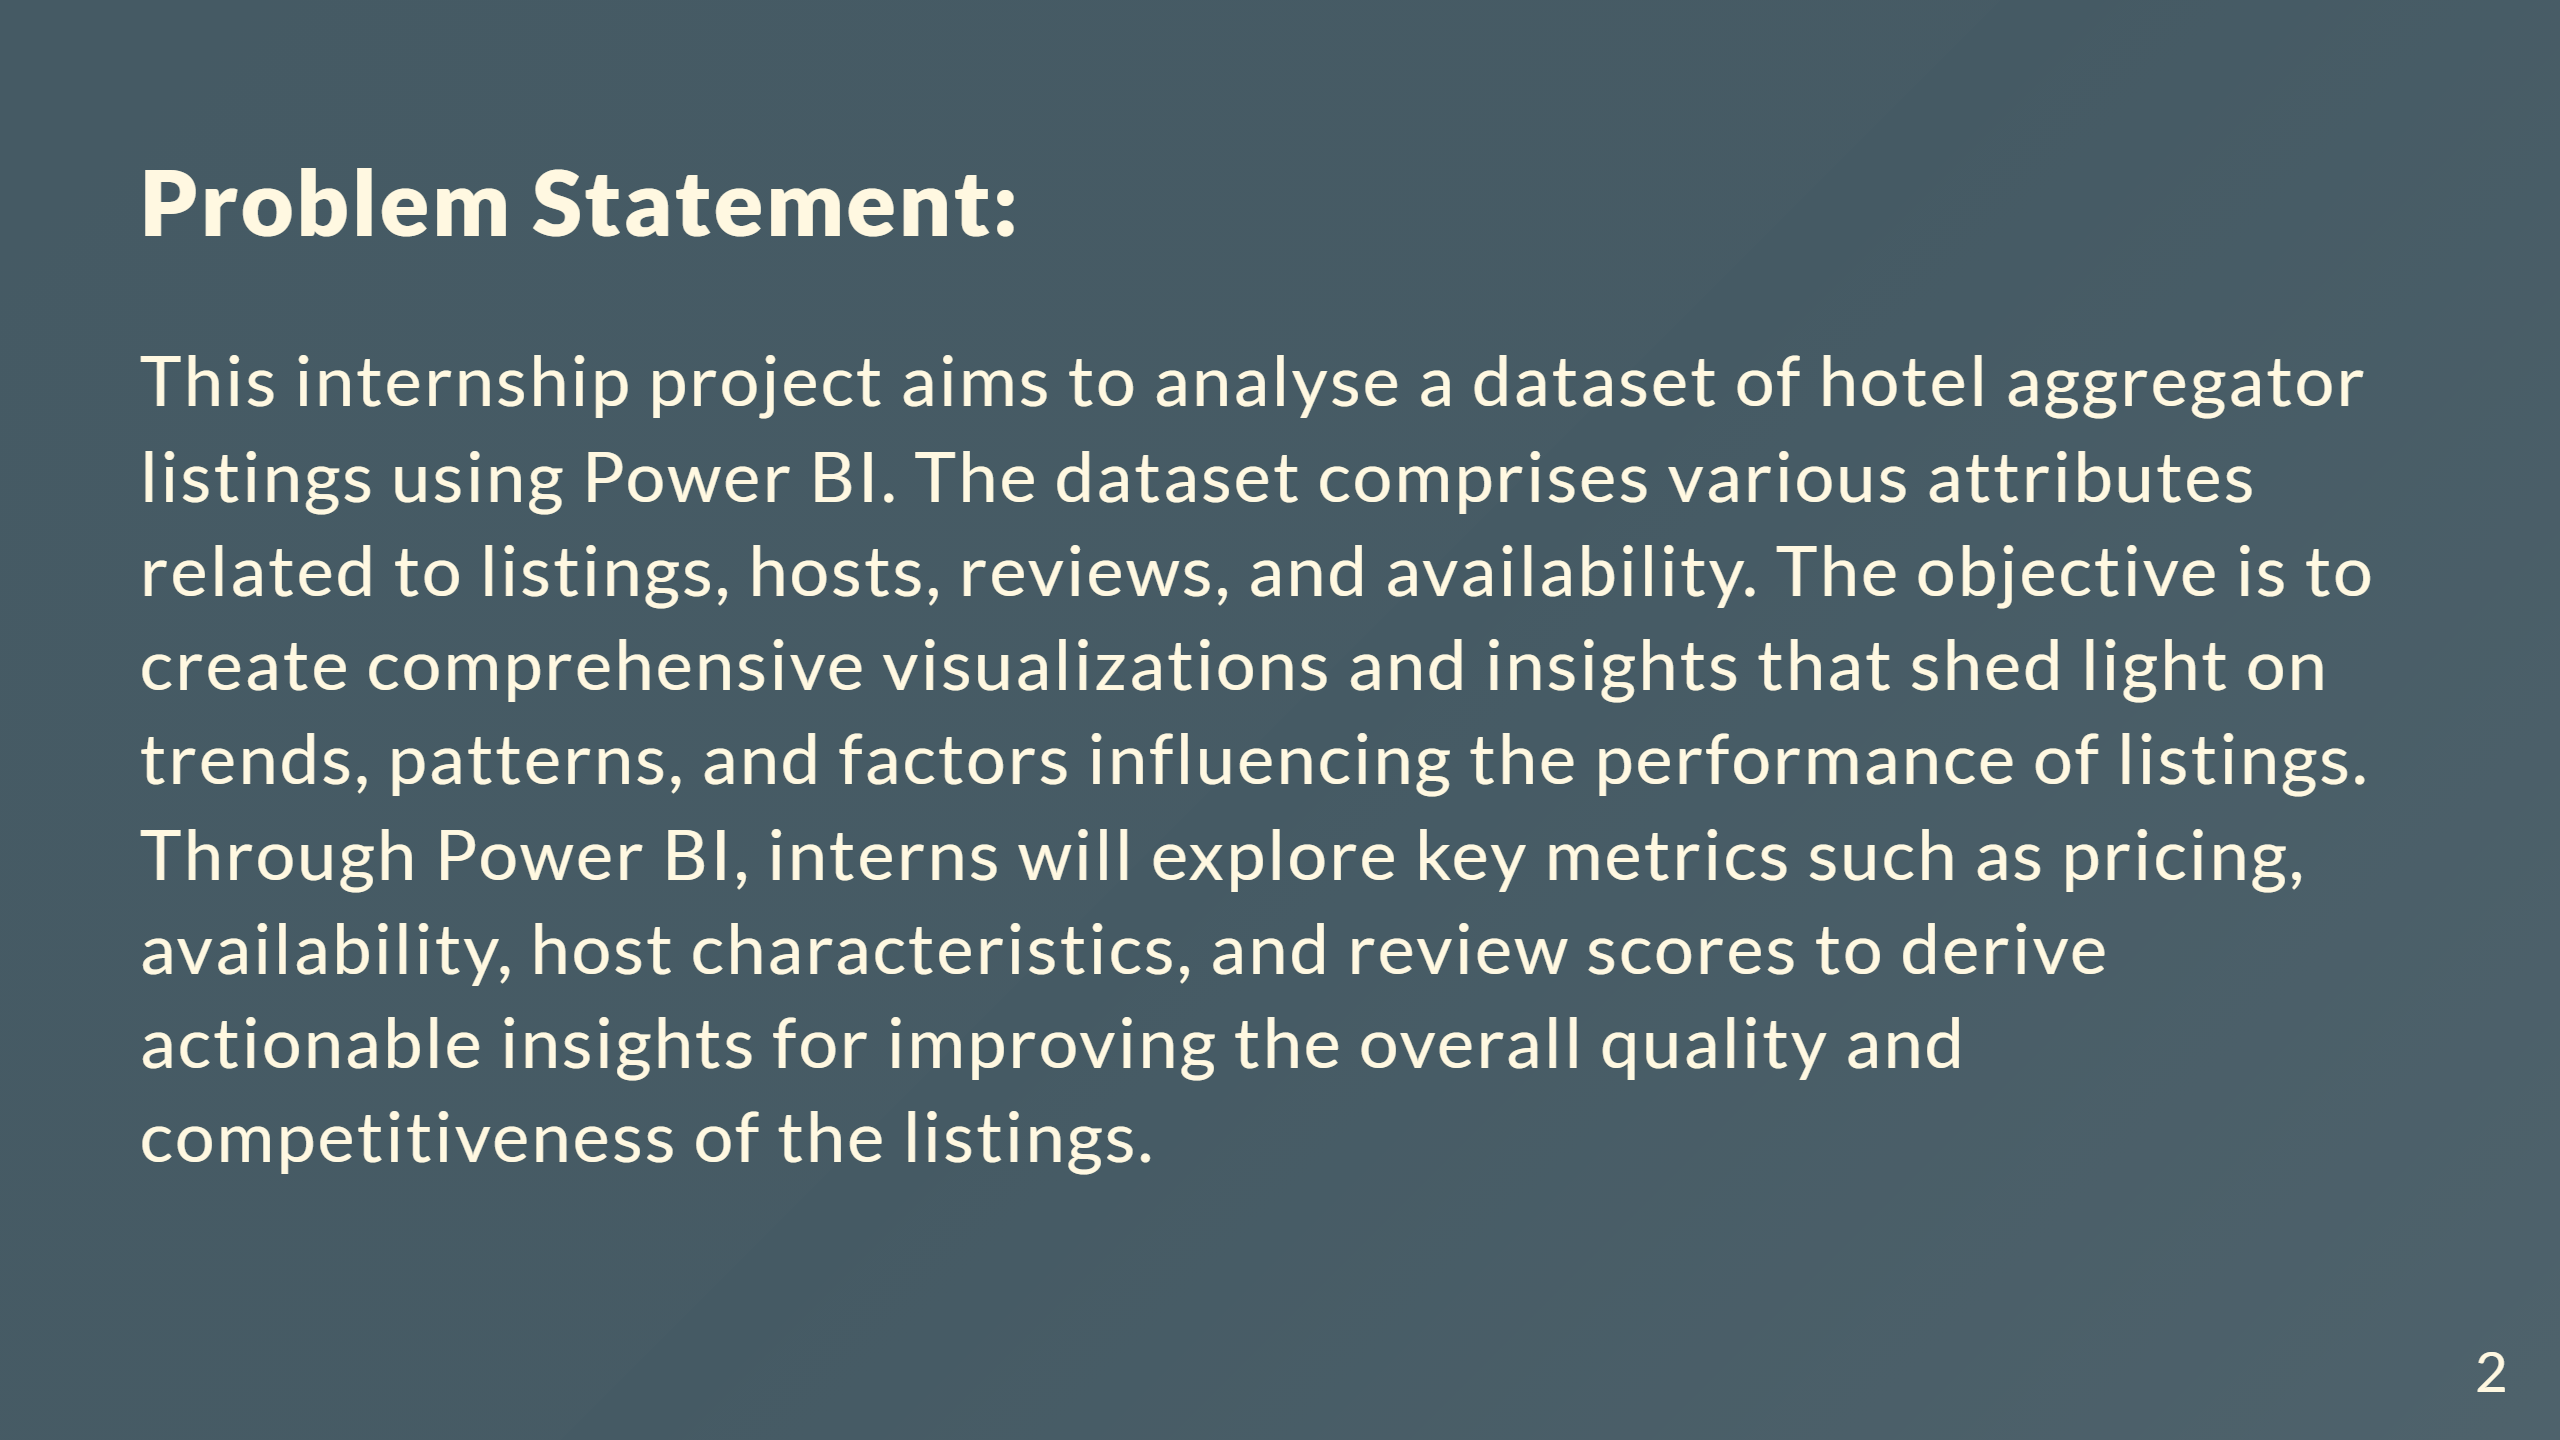 Problem Statement:
This internship project aims to analyse a dataset of hotel aggregator
listings using Power BI. The dataset comprises various attributes
related to listings, hosts, reviews, and availability. The objective is to
create comprehensive visualizations and insights that shed light on
trends, patterns, and factors influencing the performance of listings.
Through Power BI, interns will explore key metrics such as pricing,
availability, host characteristics, and review scores to derive
actionable insights for improving the overall quality and
competitiveness of the listings.
2